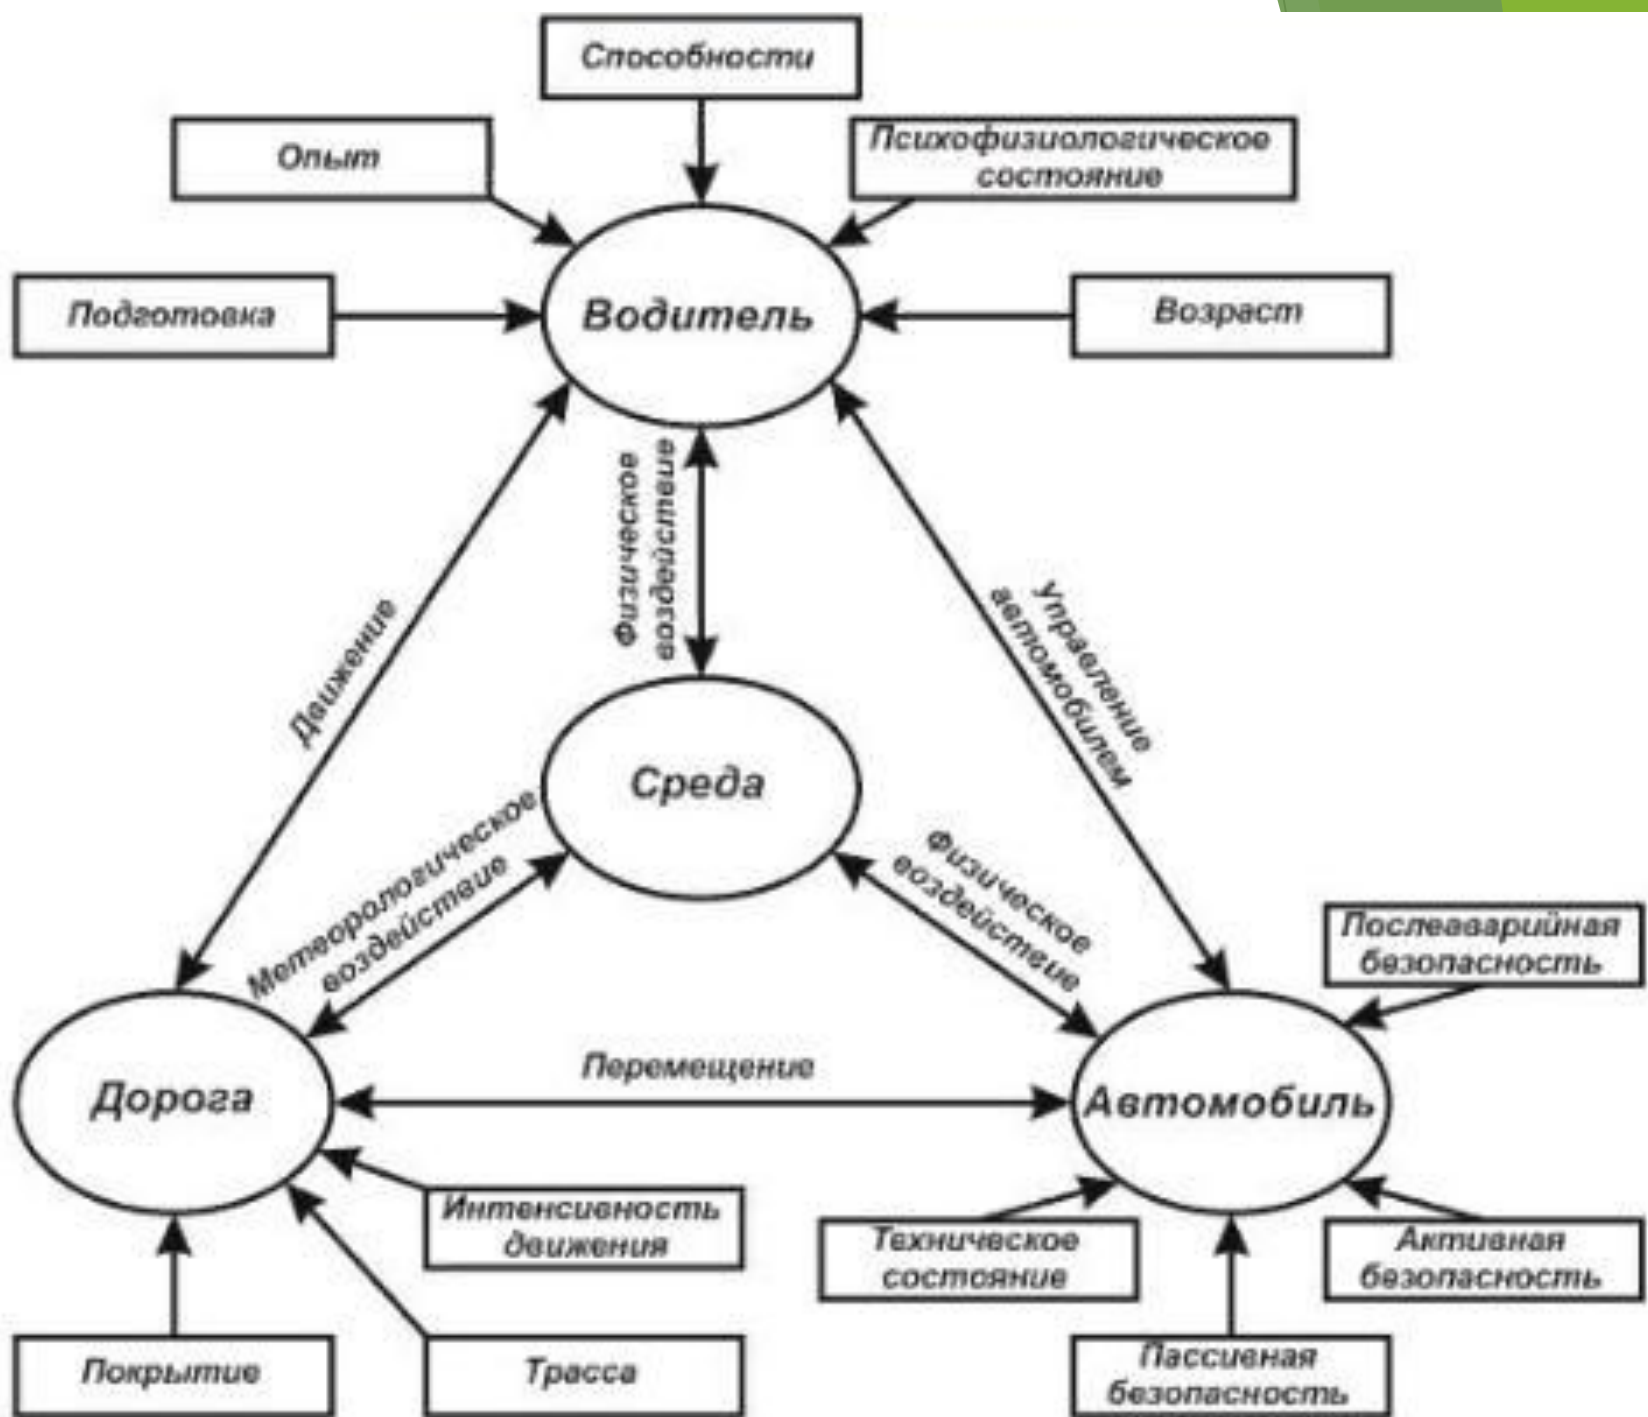 Способности
Опыт
Психофизиологическое
состояние
Подготовка
Водитель
Возраст
Физическое
воздействие
Движение
Управление
автомобилем
Среда
Метеорологическое
воздействие
Физическое
воздействие
Послеаварийная
безопасность
Дорога
Перемещение
Автомобиль
Интенсивность
движения
Техническое
состояние
Активная
безопасность
Покрытие
Трасса
Пассивная
безопасность